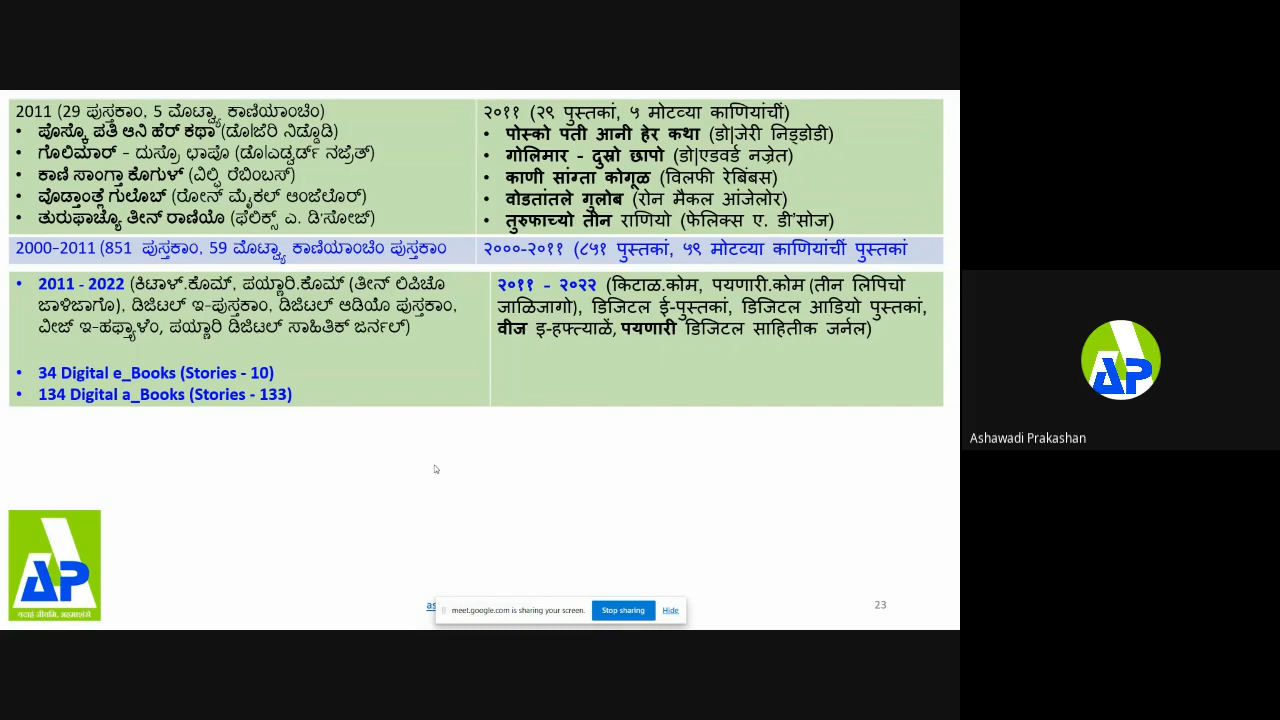 2011 (29 ಪುಸ್ತಕಾಂ, 5 ಮೊಟ್ವ್ಯಾ ಕಾಣಿಯಾಂಚಿಂ)
• ಪೊಸ್ಕೊ ಪತಿ ಆನಿ ಹೆರ್ ಕಥಾ (ಡೊ|ಜೆರಿ ನಿಡ್ಡೊಡಿ)
• ಗೊಲಿಮಾರ್ – ದುಸ್ರೊ ಛಾಪೊ (ಡೊ|ಎಡ್ವರ್ಡ್ ನಜ್ರೆತ್)
• ಕಾಣಿ ಸಾಂಗ್ತಾ ಕೊಗುಳ್ (ವಿಲ್ಫಿ ರೆಬಿಂಬಸ್)
• ವೊಡ್ತಾಂತ್ಲೆ ಗುಲೊಬ್ (ರೋನ್ ಮೈಕಲ್ ಆಂಜೆಲೊರ್)
• ತುರುಫಾಚ್ಯೊ ತೀನ್ ರಾಣಿಯೊ (ಫೆಲಿಕ್ಸ್ ಎ. ಡಿ'ಸೋಜ್)
२०११ (२९ पुस्तकां, ५ मोटव्या काणियांचीं)
• पोस्को पती आनी हेर कथा (डो|जेरी निड्डोडी)
• गोलिमार - दुस्रो छापो (डो|एडवर्ड नज्रेत)
• काणी सांग्ता कोगूळ (विलफी रेबिंबस)
• वोडतांतले गुलोब (रोन मैकल आंजेलोर)
• तुरुफाच्यो तीन राणियो (फेलिक्स ए. डी'सोज)
2000–2011 (851 ಪುಸ್ತಕಾಂ, 59 ಮೊಟ್ವ್ಯಾ ಕಾಣಿಯಾಂಚಿಂ ಪುಸ್ತಕಾಂ
२०००-२०११ (८५१ पुस्तकां, ५९ मोटव्या काणियांचीं पुस्तकां
• 2011 - 2022 (ಕಿಟಾಳ್.ಕೊಮ್, ಪಯ್ಣಾರಿ.ಕೊಮ್ (ತೀನ್ ಲಿಪಿಚೊ
ಜಾಳಿಜಾಗೊ), ಡಿಜಿಟಲ್ ಇ–ಪುಸ್ತಕಾಂ, ಡಿಜಿಟಲ್ ಆಡಿಯೊ ಪುಸ್ತಕಾಂ,
ವೀಜ್ ಇ–ಹಫ್ತ್ಯಾಳೆಂ, ಪಯ್ಣಾರಿ ಡಿಜಿಟಲ್ ಸಾಹಿತಿಕ್ ಜರ್ನಲ್)
• 34 Digital e_Books (Stories - 10)
• 134 Digital a_Books (Stories - 133)
२०११ - २०२२ (किटाळ.कोम, पयणारी.कोम (तीन लिपिचो
जाळिजागो), डिजिटल ई-पुस्तकां, डिजिटल आडियो पुस्तकां,
वीज इ-हफ्त्याळें, पयणारी डिजिटल साहितीक जर्नल)
AP
Ashawadi Prakashan
AP
as
meet.google.com is sharing your screen. Stop sharing Hide
23